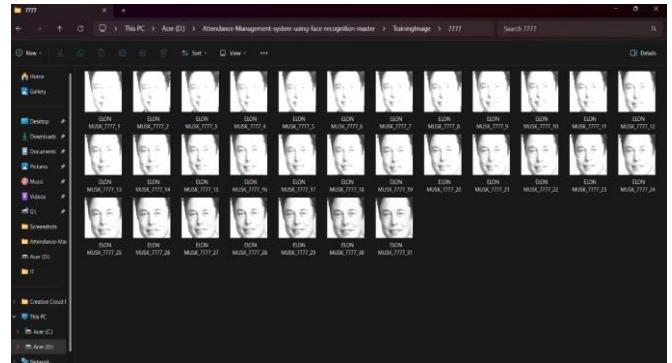 7777
This PC > Acer (D:) > Attendance-Management-system-using-face-recognition-master > TrainingImage > 7777
Search 7777
New
Sort
View
Details
Home
Gallery
Desktop
Downloads
Documents
Pictures
Music
Videos
G:\
Screenshots
Attendance-Mar
Acer (D:)
IT
Creative Cloud F
This PC
Acer (C:)
Acer (D:)
Network
ELON MUSK_7777_1
ELON MUSK_7777_2
ELON MUSK_7777_3
ELON MUSK_7777_4
ELON MUSK_7777_5
ELON MUSK_7777_6
ELON MUSK_7777_7
ELON MUSK_7777_8
ELON MUSK_7777_9
ELON MUSK_7777_10
ELON MUSK_7777_11
ELON MUSK_7777_12
ELON MUSK_7777_13
ELON MUSK_7777_14
ELON MUSK_7777_15
ELON MUSK_7777_16
ELON MUSK_7777_17
ELON MUSK_7777_18
ELON MUSK_7777_19
ELON MUSK_7777_20
ELON MUSK_7777_21
ELON MUSK_7777_22
ELON MUSK_7777_23
ELON MUSK_7777_24
ELON MUSK_7777_25
ELON MUSK_7777_26
ELON MUSK_7777_27
ELON MUSK_7777_28
ELON MUSK_7777_29
ELON MUSK_7777_30
ELON MUSK_7777_31